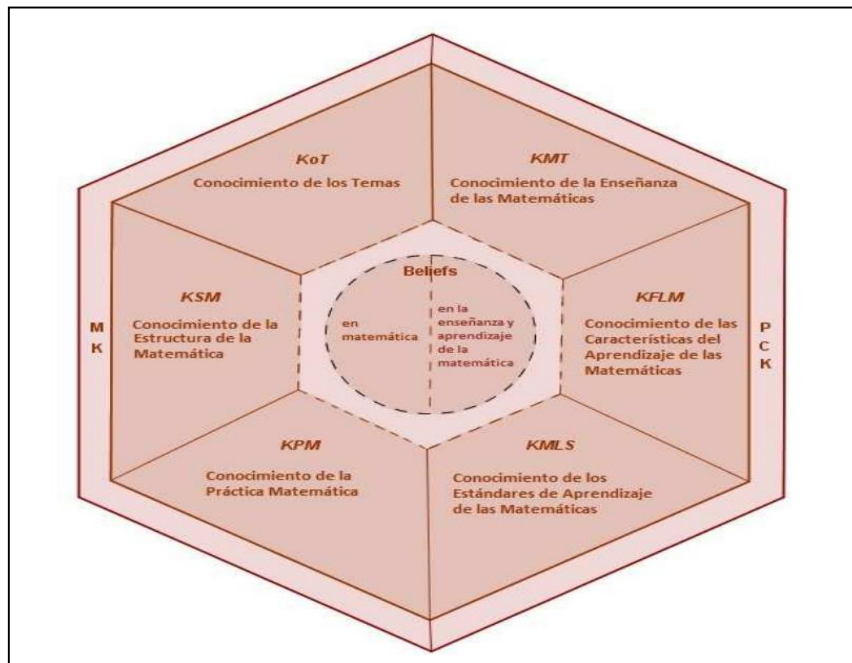 KoT
Conocimiento de los Temas
KMT
Conocimiento de la Enseñanza
de las Matemáticas
KSM
Conocimiento de la
Estructura de la
Matemática
Beliefs
en
matemática
en la
enseñanza y
aprendizaje
de la
matemática
KFLM
Conocimiento de las
Características del
Aprendizaje de las
Matemáticas
M
K
P
C
K
KPM
Conocimiento de la
Práctica Matemática
KMLS
Conocimiento de los
Estándares de Aprendizaje
de las Matemáticas